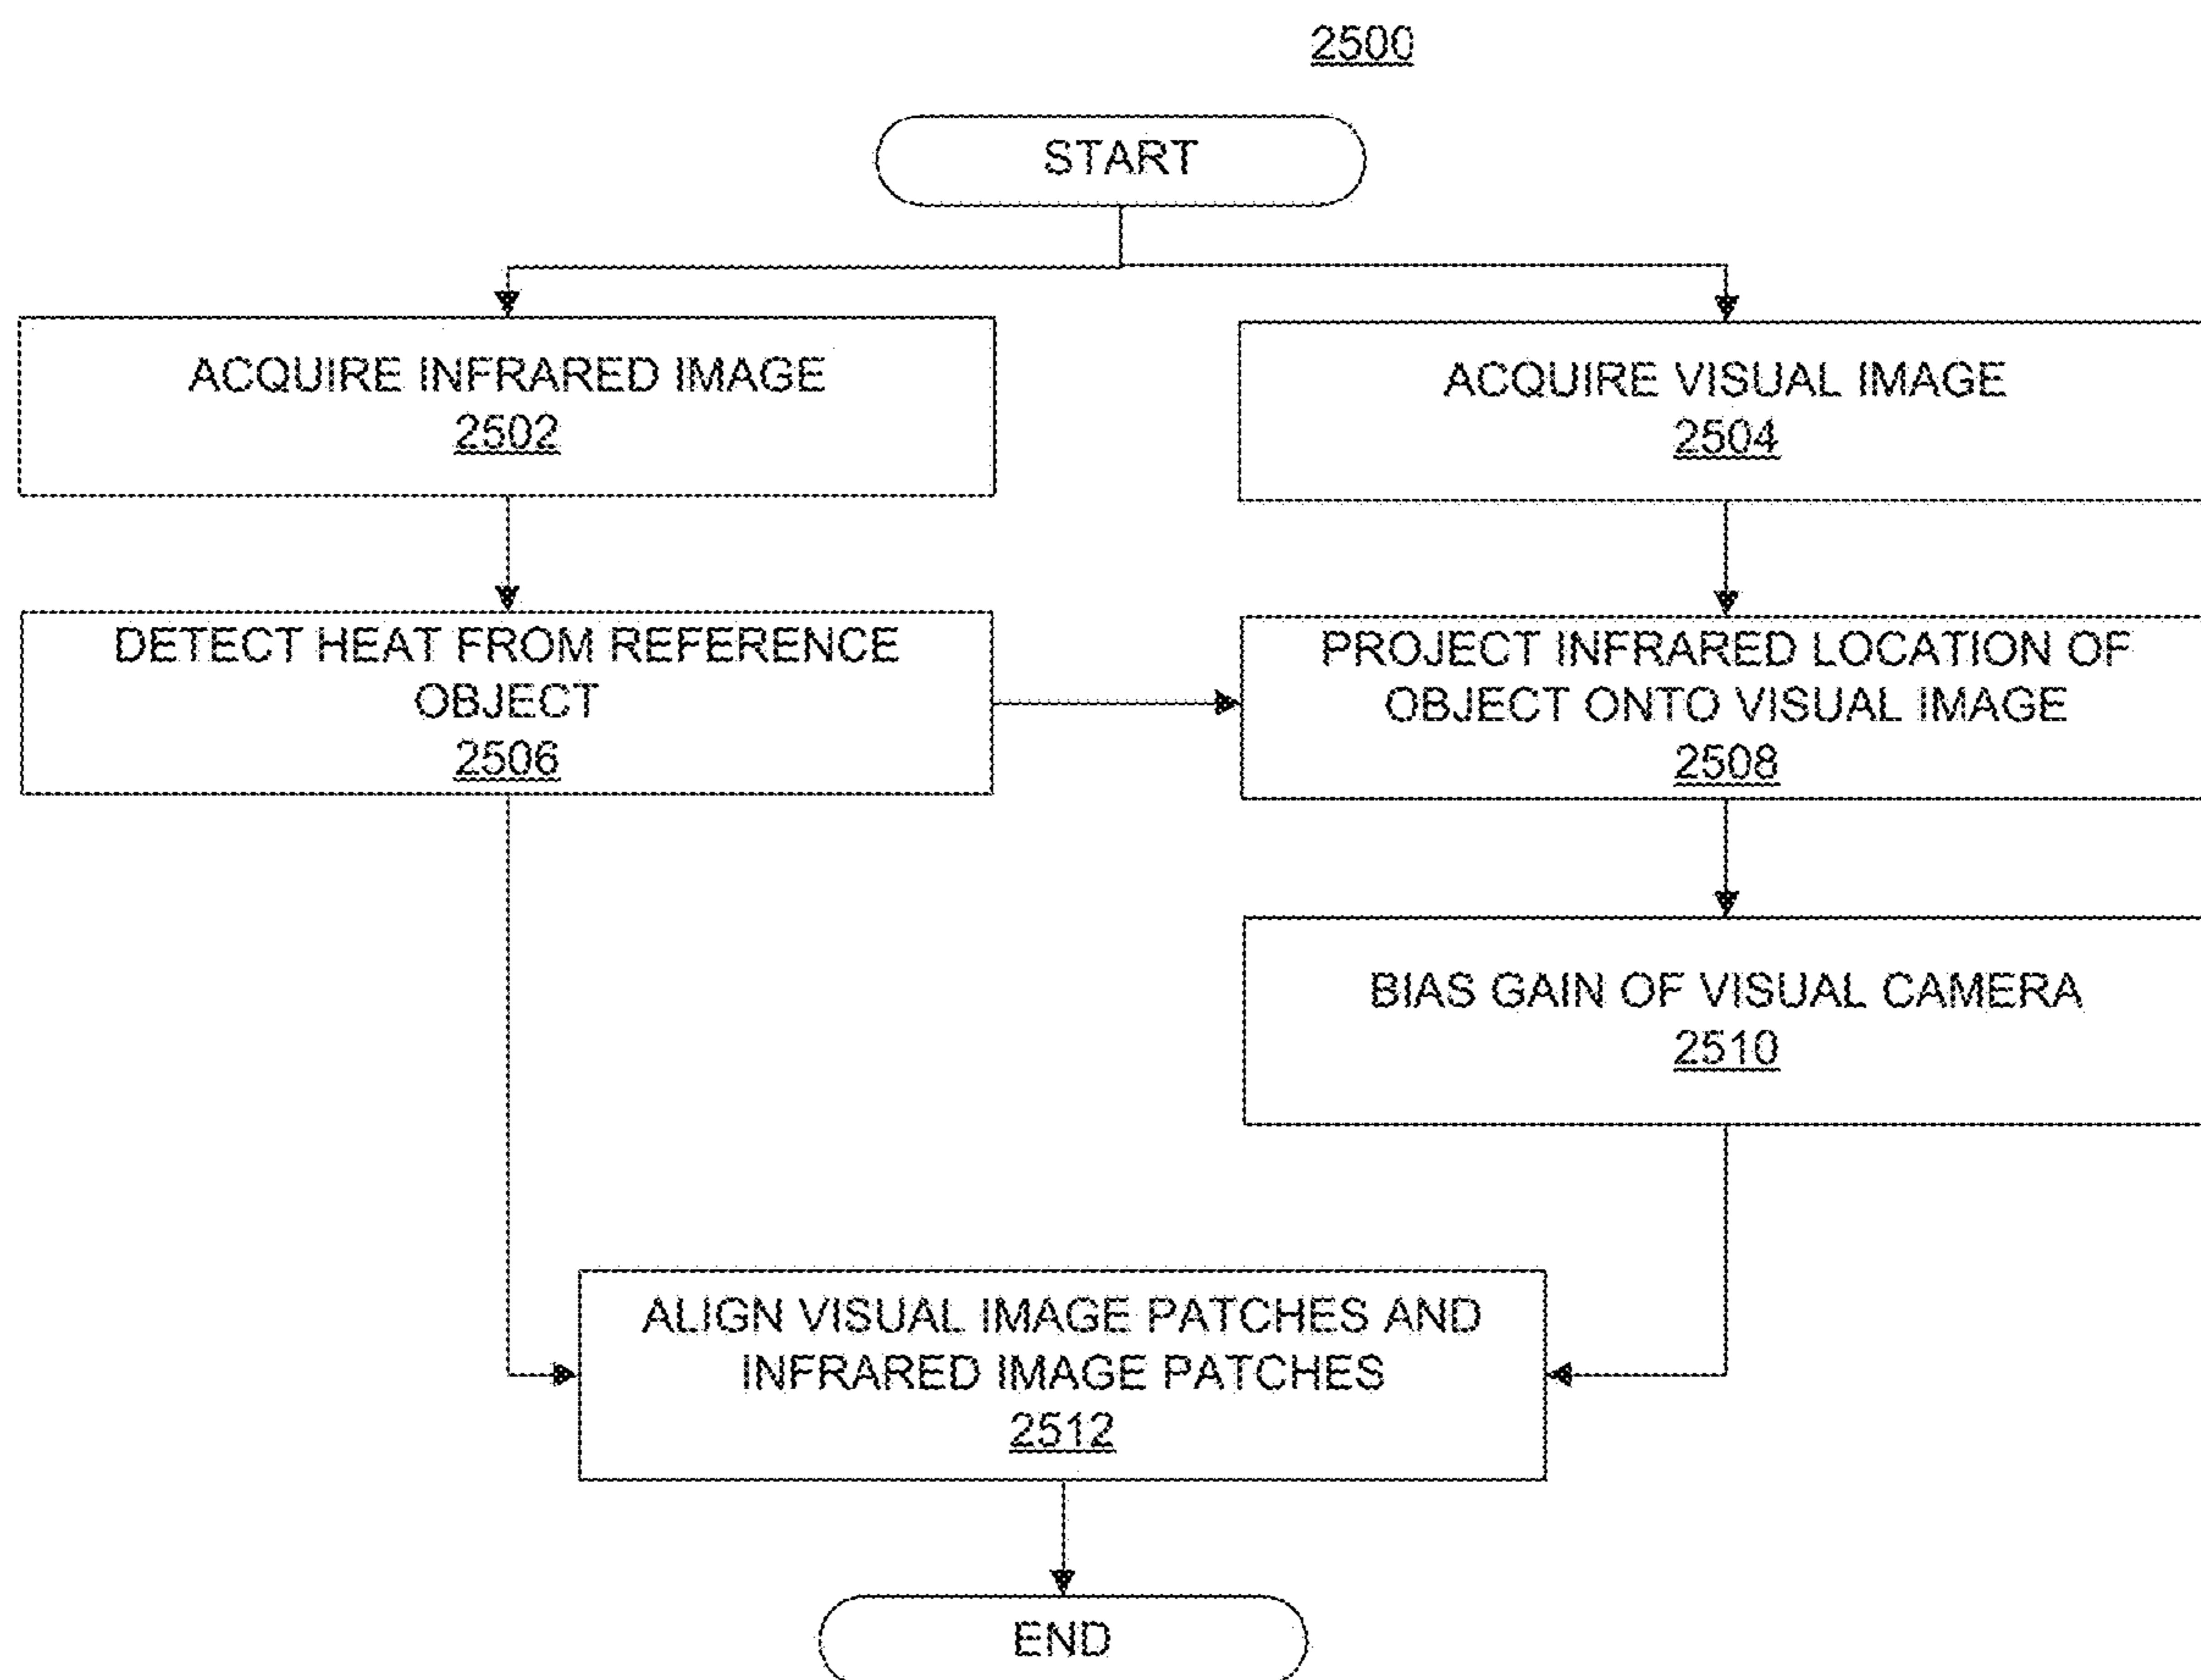 2500
START
ACQUIRE INFRARED IMAGE
2502
ACQUIRE VISUAL IMAGE
2504
DETECT HEAT FROM REFERENCE
OBJECT
2506
PROJECT INFRARED LOCATION OF
OBJECT ONTO VISUAL IMAGE
2508
BIAS GAIN OF VISUAL CAMERA
2510
ALIGN VISUAL IMAGE PATCHES AND
INFRARED IMAGE PATCHES
2512
END